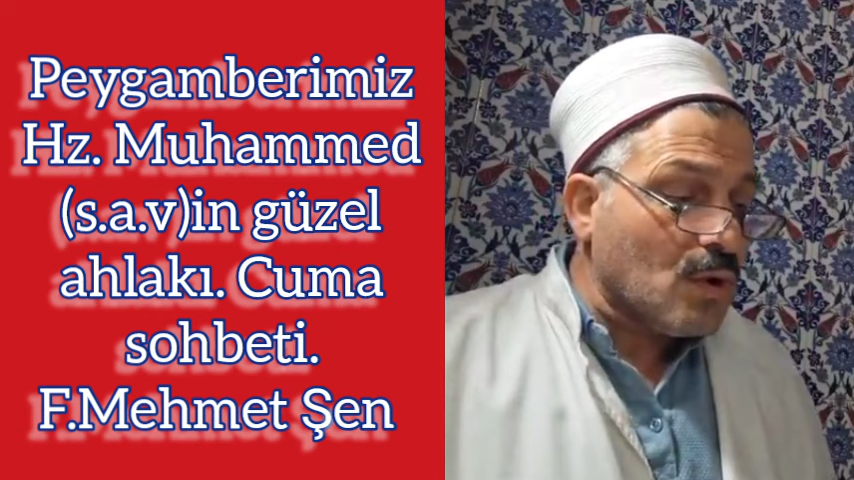 Peygamberimiz
Hz. Muhammed
(s.a.v)in güzel
ahlakı. Cuma
sohbeti.
F.Mehmet Şen